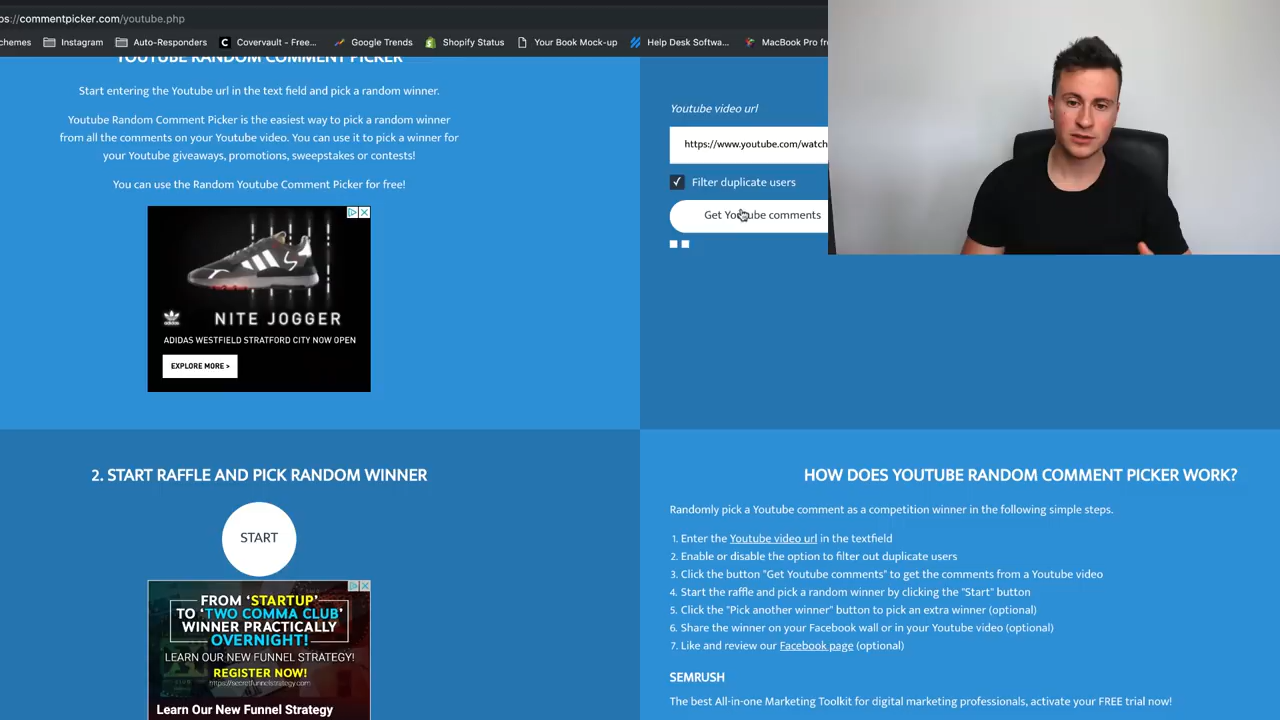 ps://commentpicker.com/youtube.php
chemes
Instagram
Auto-Responders
Covervault - Free...
Google Trends
Shopify Status
Your Book Mock-up
Help Desk Softwa...
MacBook Pro fr
YOUTUBE RANDOM COMMENT PICKER
Start entering the Youtube url in the text field and pick a random winner.
Youtube Random Comment Picker is the easiest way to pick a random winner
from all the comments on your Youtube video. You can use it to pick a winner for
your Youtube giveaways, promotions, sweepstakes or contests!
You can use the Random Youtube Comment Picker for free!
NITE JOGGER
ADIDAS WESTFIELD STRATFORD CITY NOW OPEN
EXPLORE MORE >
Youtube video url
https://www.youtube.com/watch
Filter duplicate users
Get Youtube comments
2. START RAFFLE AND PICK RANDOM WINNER
START
FROM 'STARTUP'
TO 'TWO COMMA CLUB'
WINNER PRACTICALLY
OVERNIGHT!
LEARN OUR NEW FUNNEL STRATEGY!
REGISTER NOW!
https://secretfunnelstrategy.com
Learn Our New Funnel Strategy
HOW DOES YOUTUBE RANDOM COMMENT PICKER WORK?
Randomly pick a Youtube comment as a competition winner in the following simple steps.
1. Enter the Youtube video url in the textfield
2. Enable or disable the option to filter out duplicate users
3. Click the button "Get Youtube comments" to get the comments from a Youtube video
4. Start the raffle and pick a random winner by clicking the "Start" button
5. Click the "Pick another winner" button to pick an extra winner (optional)
6. Share the winner on your Facebook wall or in your Youtube video (optional)
7. Like and review our Facebook page (optional)
SEMRUSH
The best All-in-one Marketing Toolkit for digital marketing professionals, activate your FREE trial now!